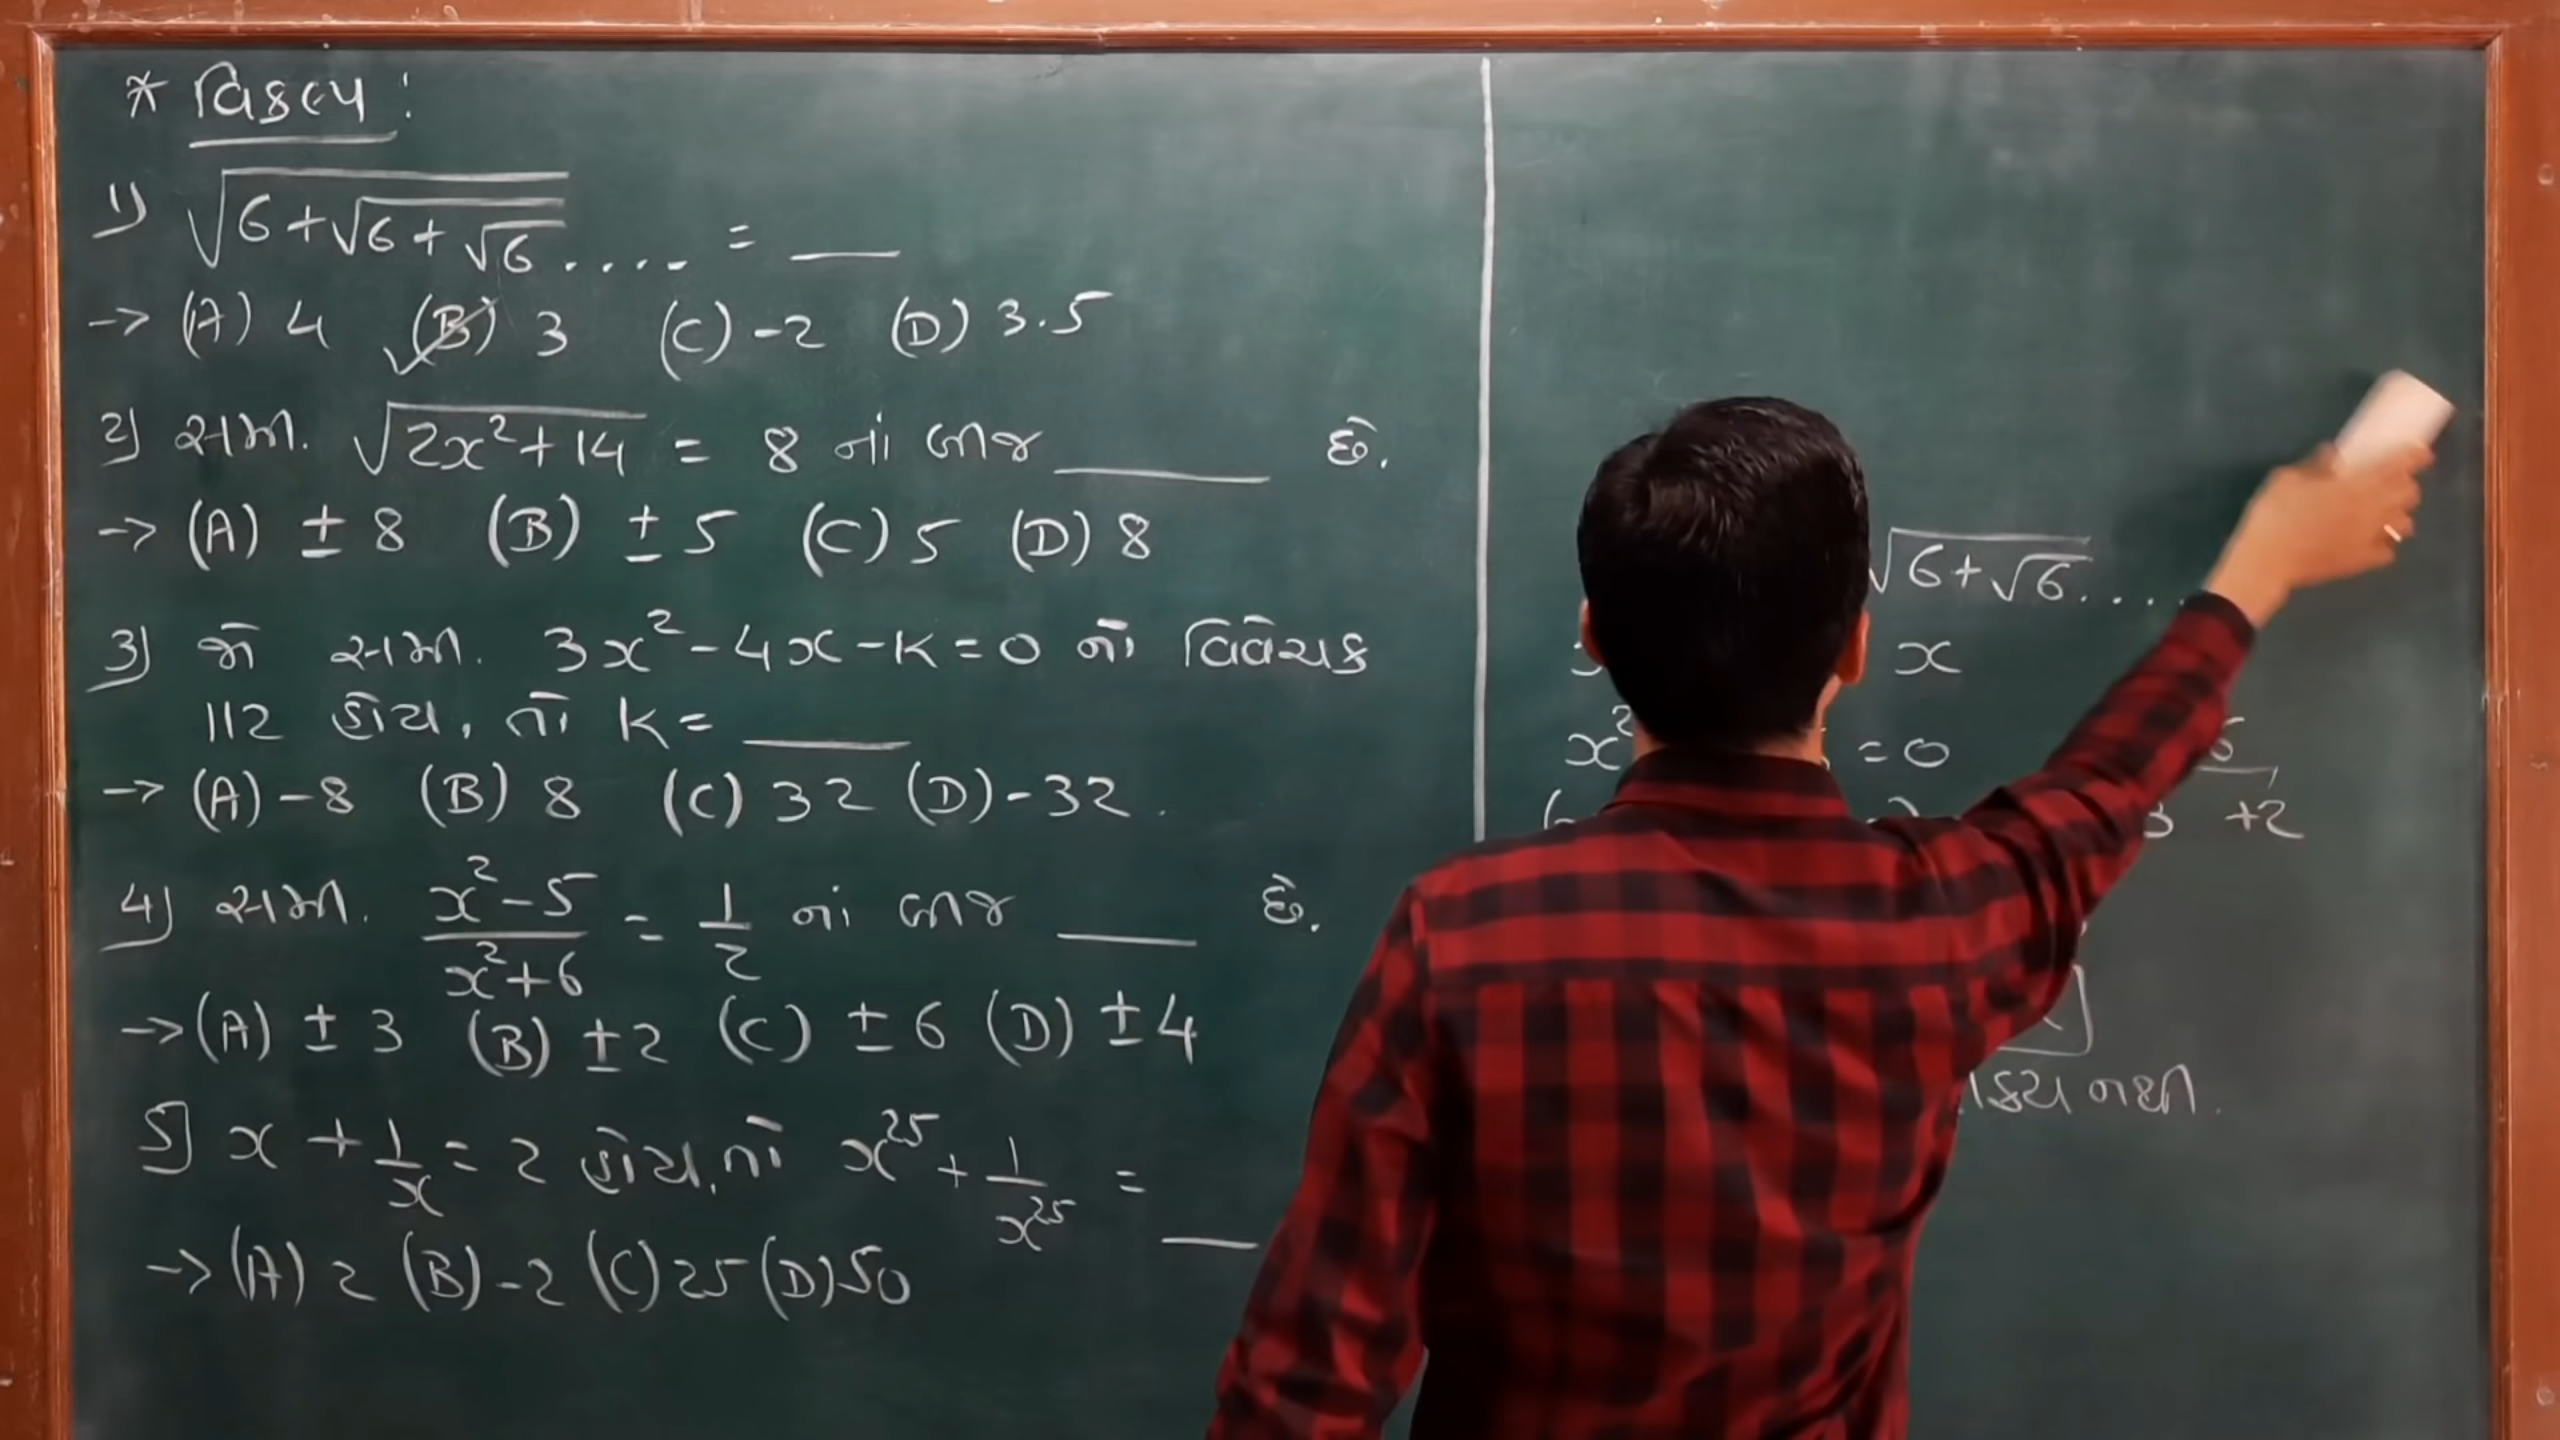 * વિકલ્પ :
1) √6+√6+√6.... = ___
→ (A) 4 (B) 3 (C) -2 (D) 3.5
2) સમી. √2x²+14 = 8 નાં બીજ ______ છે.
→ (A) ±8 (B) ±5 (C) 5 (D) 8
3) જો સમી. 3x²-4x-k=0 નો વિવેચક
112 હોય, તો k= ____
→ (A) -8 (B) 8 (C) 32 (D) -32.
4) સમી. x²-5/x²+6 = 1/2 નાં બીજ ____ છે.
→ (A) ±3 (B) ±2 (C) ±6 (D) ±4
5) x + 1/x = 2 હોય, તો x²⁵ + 1/x²⁵ = ___
→ (A) 2 (B) -2 (C) 25 (D) 50
√6+√6....
x
x² =0
3 +2
નથી.